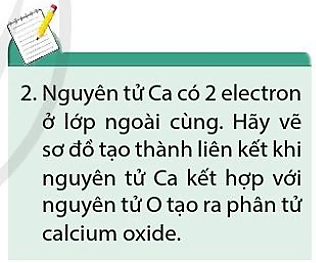 2. Nguyên tử Ca có 2 electron
ở lớp ngoài cùng. Hãy vẽ
sơ đồ tạo thành liên kết khi
nguyên tử Ca kết hợp với
nguyên tử O tạo ra phân tử
calcium oxide.